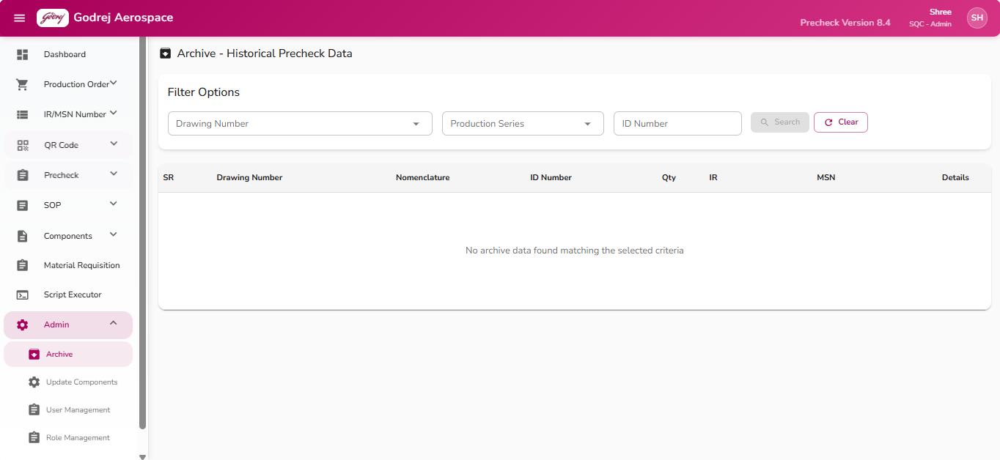 Godrej
Godrej Aerospace
Precheck Version 8.4
Shree
SQC - Admin
SH
Dashboard
Production Order
IR/MSN Number
QR Code
Precheck
SOP
Components
Material Requisition
Script Executor
Admin
Archive
Update Components
User Management
Role Management
Archive - Historical Precheck Data
Filter Options
Drawing Number
Production Series
ID Number
Search
Clear
SR Drawing Number Nomenclature ID Number Qty IR MSN Details
No archive data found matching the selected criteria